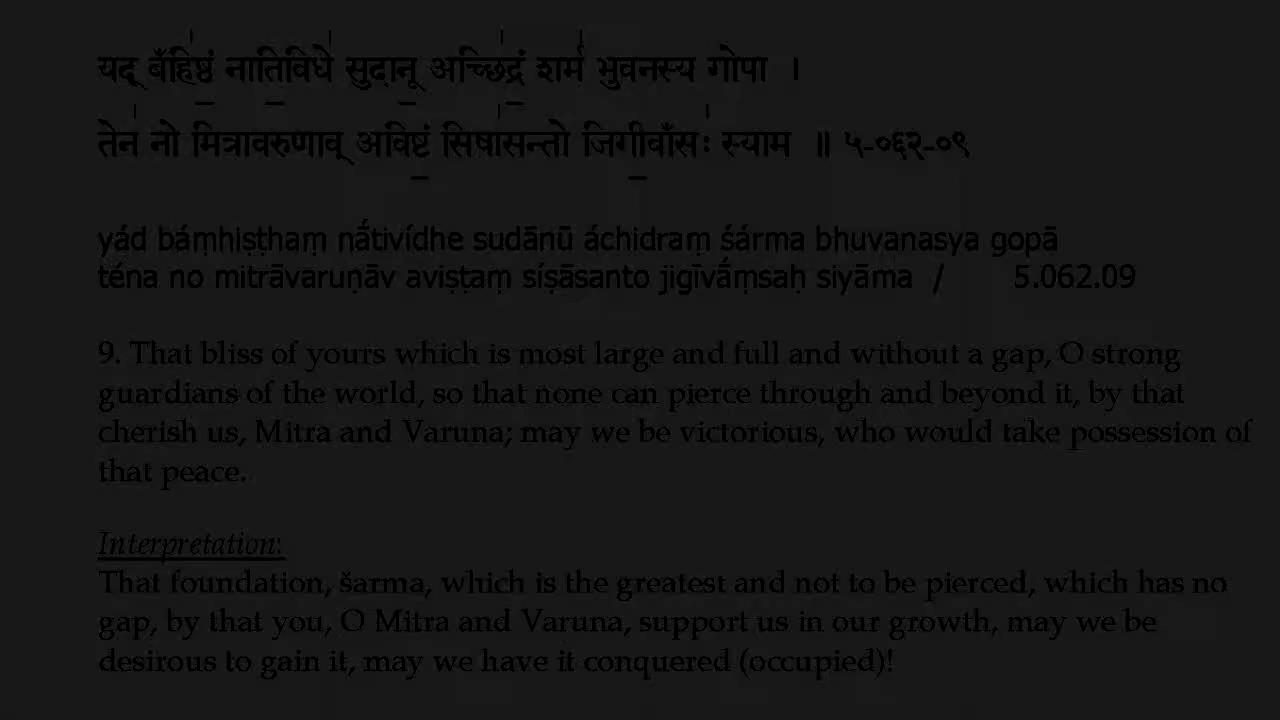 यद् बँहि॑ष्ठं॒ नाति॒विधे॑ सुदानू॒ अच्छि॑द्रं॒ शर्म॑ भुवनस्य गोपा ।
तेन॑ नो मित्रावरुणाव् अविष्टं॒ सिषा॑सन्तो जिगी॒वाँसः॑ स्याम ॥ ५-०६२-०९
yád báṃhiṣṭhaṃ nā́tivídhe sudānū áchidraṃ śárma bhuvanasya gopā
téna no mitrāvaruṇāv aviṣṭaṃ síṣāsanto jigīvā́ṃsaḥ siyāma / 5.062.09
9. That bliss of yours which is most large and full and without a gap, O strong
guardians of the world, so that none can pierce through and beyond it, by that
cherish us, Mitra and Varuna; may we be victorious, who would take possession of
that peace.
Interpretation:
That foundation, šarma, which is the greatest and not to be pierced, which has no
gap, by that you, O Mitra and Varuna, support us in our growth, may we be
desirous to gain it, may we have it conquered (occupied)!